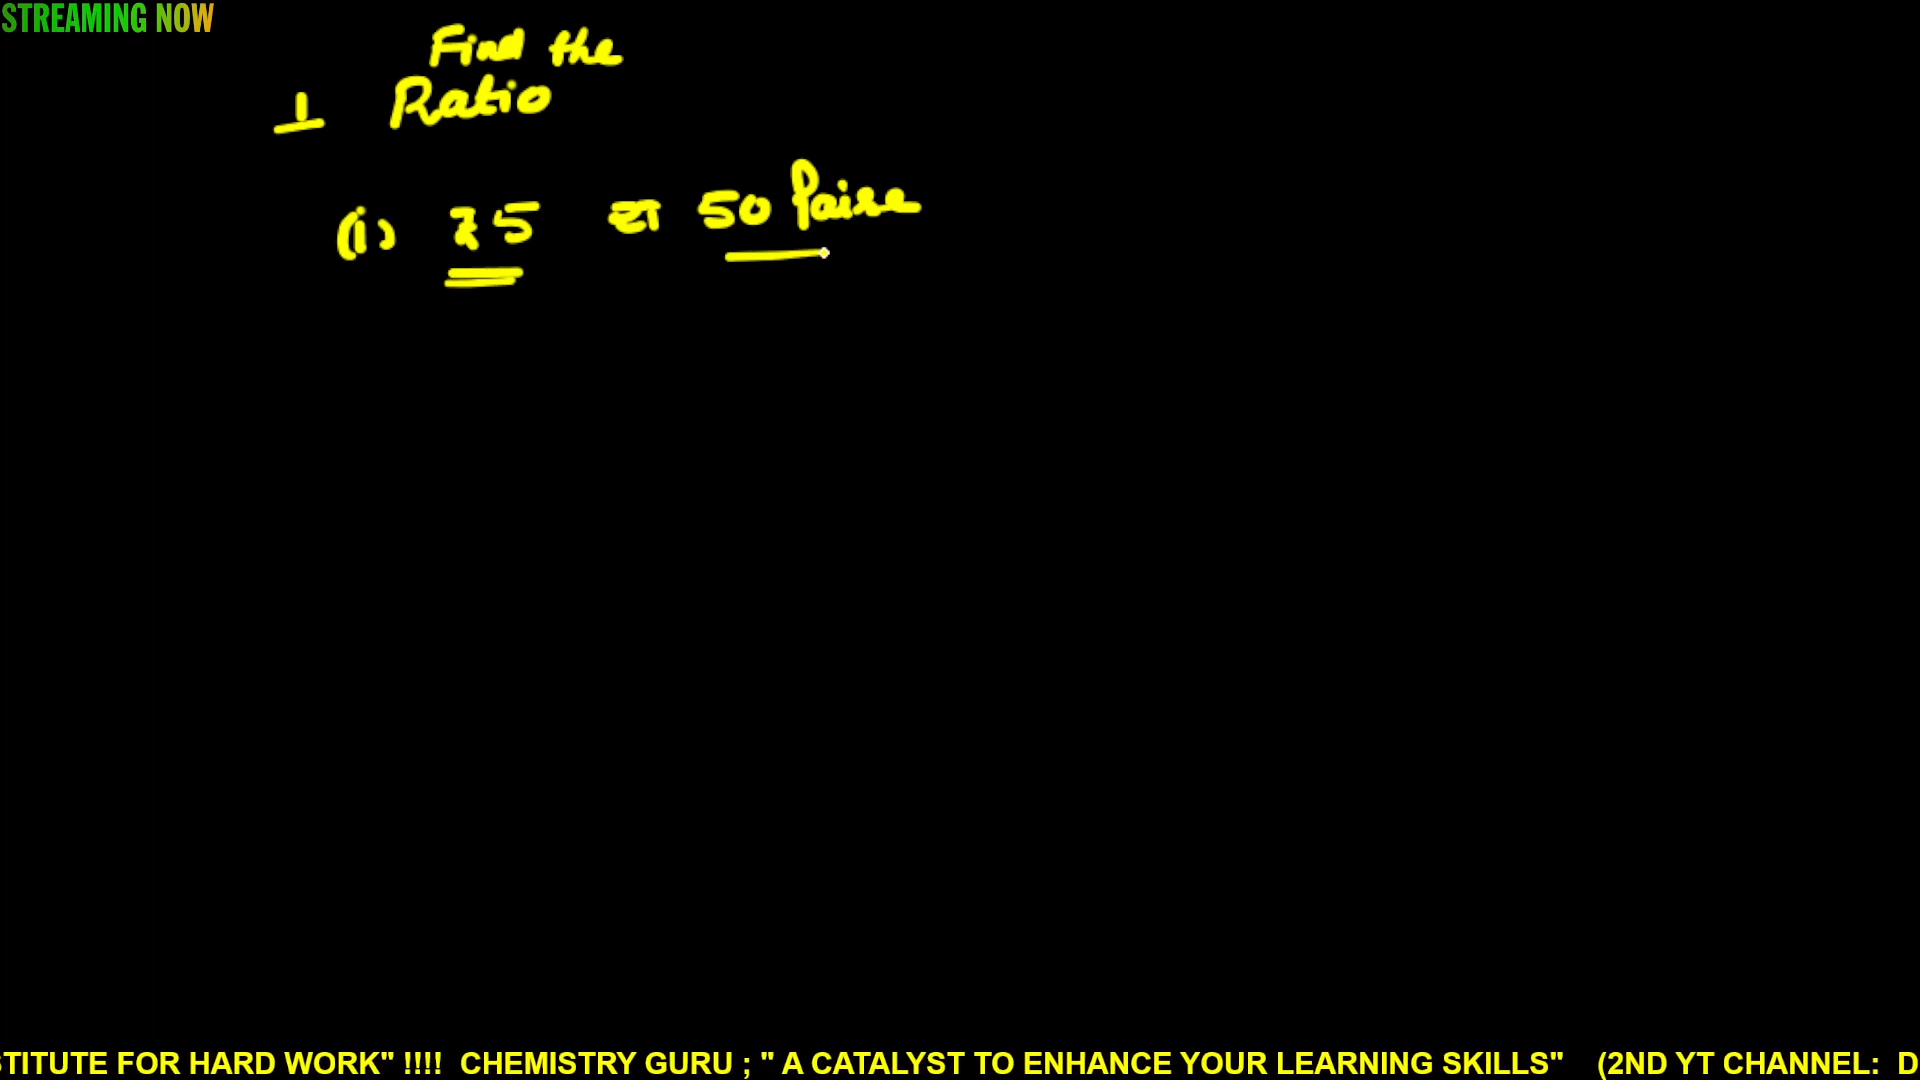 STREAMING NOW
Find the
1 Ratio
(i) ₹5 to 50 Paise
STITUTE FOR HARD WORK" !!!! CHEMISTRY GURU ; " A CATALYST TO ENHANCE YOUR LEARNING SKILLS" (2ND YT CHANNEL: D